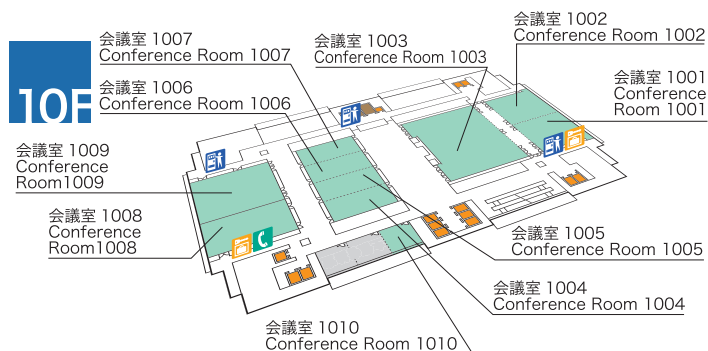 10F
会議室 1007
Conference Room 1007
会議室 1006
Conference Room 1006
会議室 1003
Conference Room 1003
会議室 1002
Conference Room 1002
会議室 1001
Conference
Room 1001
会議室 1009
Conference
Room1009
会議室 1008
Conference
Room1008
会議室 1005
Conference Room 1005
会議室 1004
Conference Room 1004
会議室 1010
Conference Room 1010